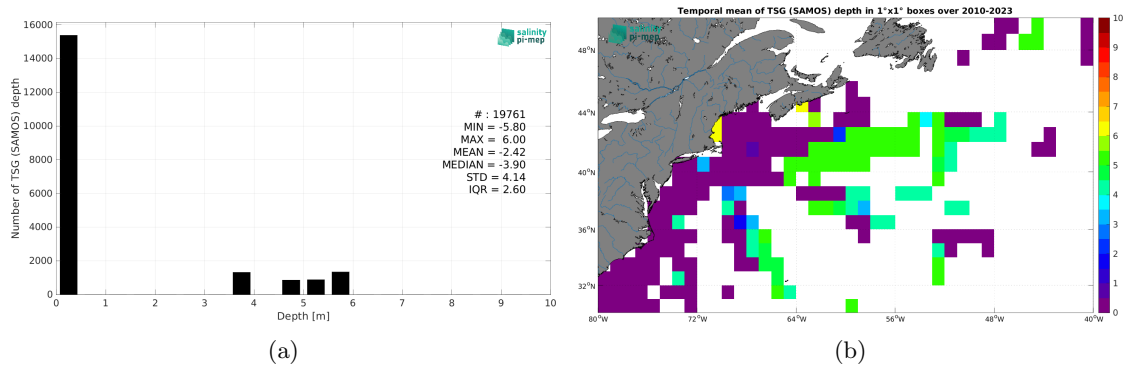 16000
14000
12000
10000
8000
6000
4000
2000
0
Number of TSG (SAMOS) depth
salinity
pi-mep
# : 19761
MIN = -5.80
MAX = 6.00
MEAN = -2.42
MEDIAN = -3.90
STD = 4.14
IQR = 2.60
0 1 2 3 4 5 6 7 8 9 10
Depth [m]
(a)
Temporal mean of TSG (SAMOS) depth in 1°x1° boxes over 2010-2023
salinity
pi-mep
48°N
44°N
40°N
36°N
32°N
80°W 72°W 64°W 56°W 48°W 40°W
10
9
8
7
6
5
4
3
2
1
0
(b)